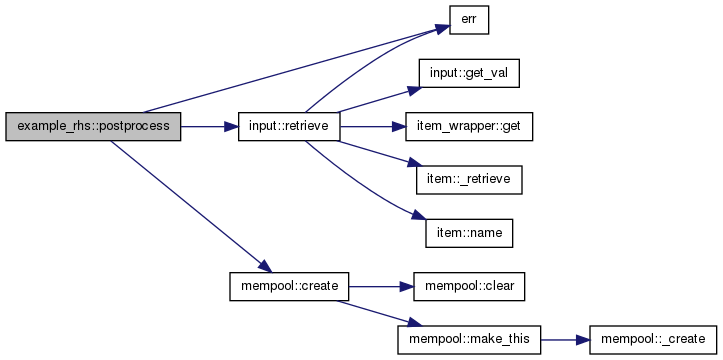 err
input::get_val
example_rhs::postprocess
input::retrieve
item_wrapper::get
item::_retrieve
item::name
mempool::create
mempool::clear
mempool::make_this
mempool::_create